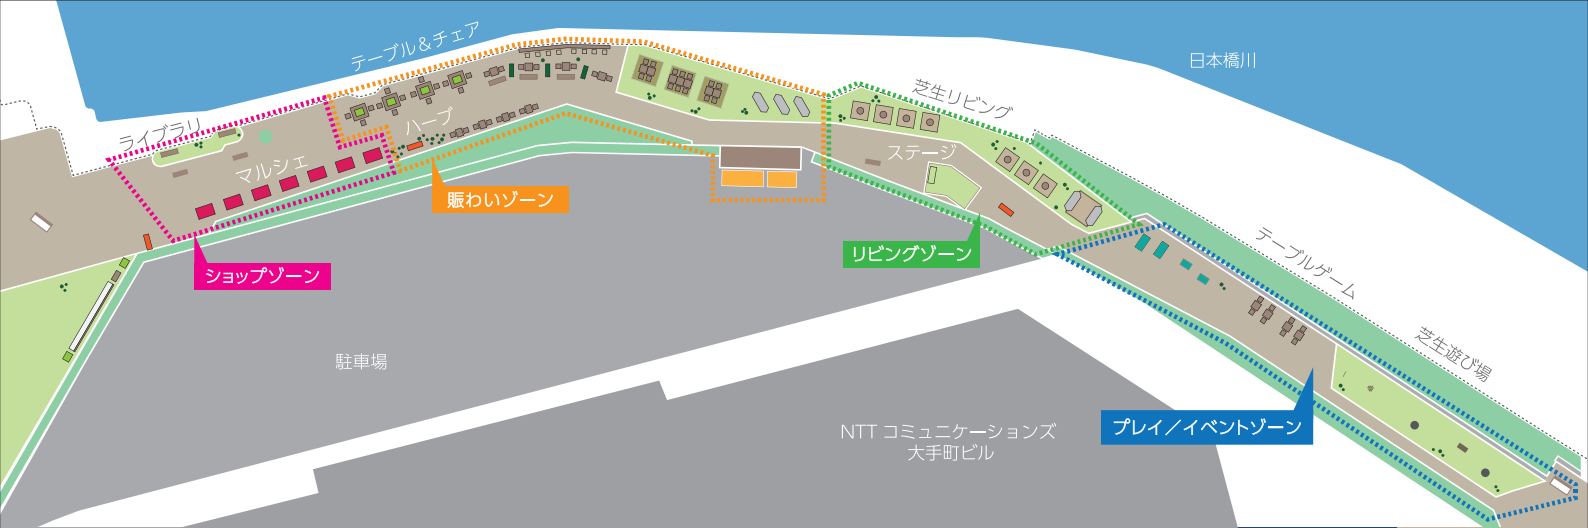 テーブル＆チェア
日本橋川
芝生リビング
ライブラリ
ハーブ
マルシェ
ステージ
賑わいゾーン
リビングゾーン
ショップゾーン
テーブルゲーム
芝生遊び場
駐車場
プレイ／イベントゾーン
NTT コミュニケーションズ
大手町ビル